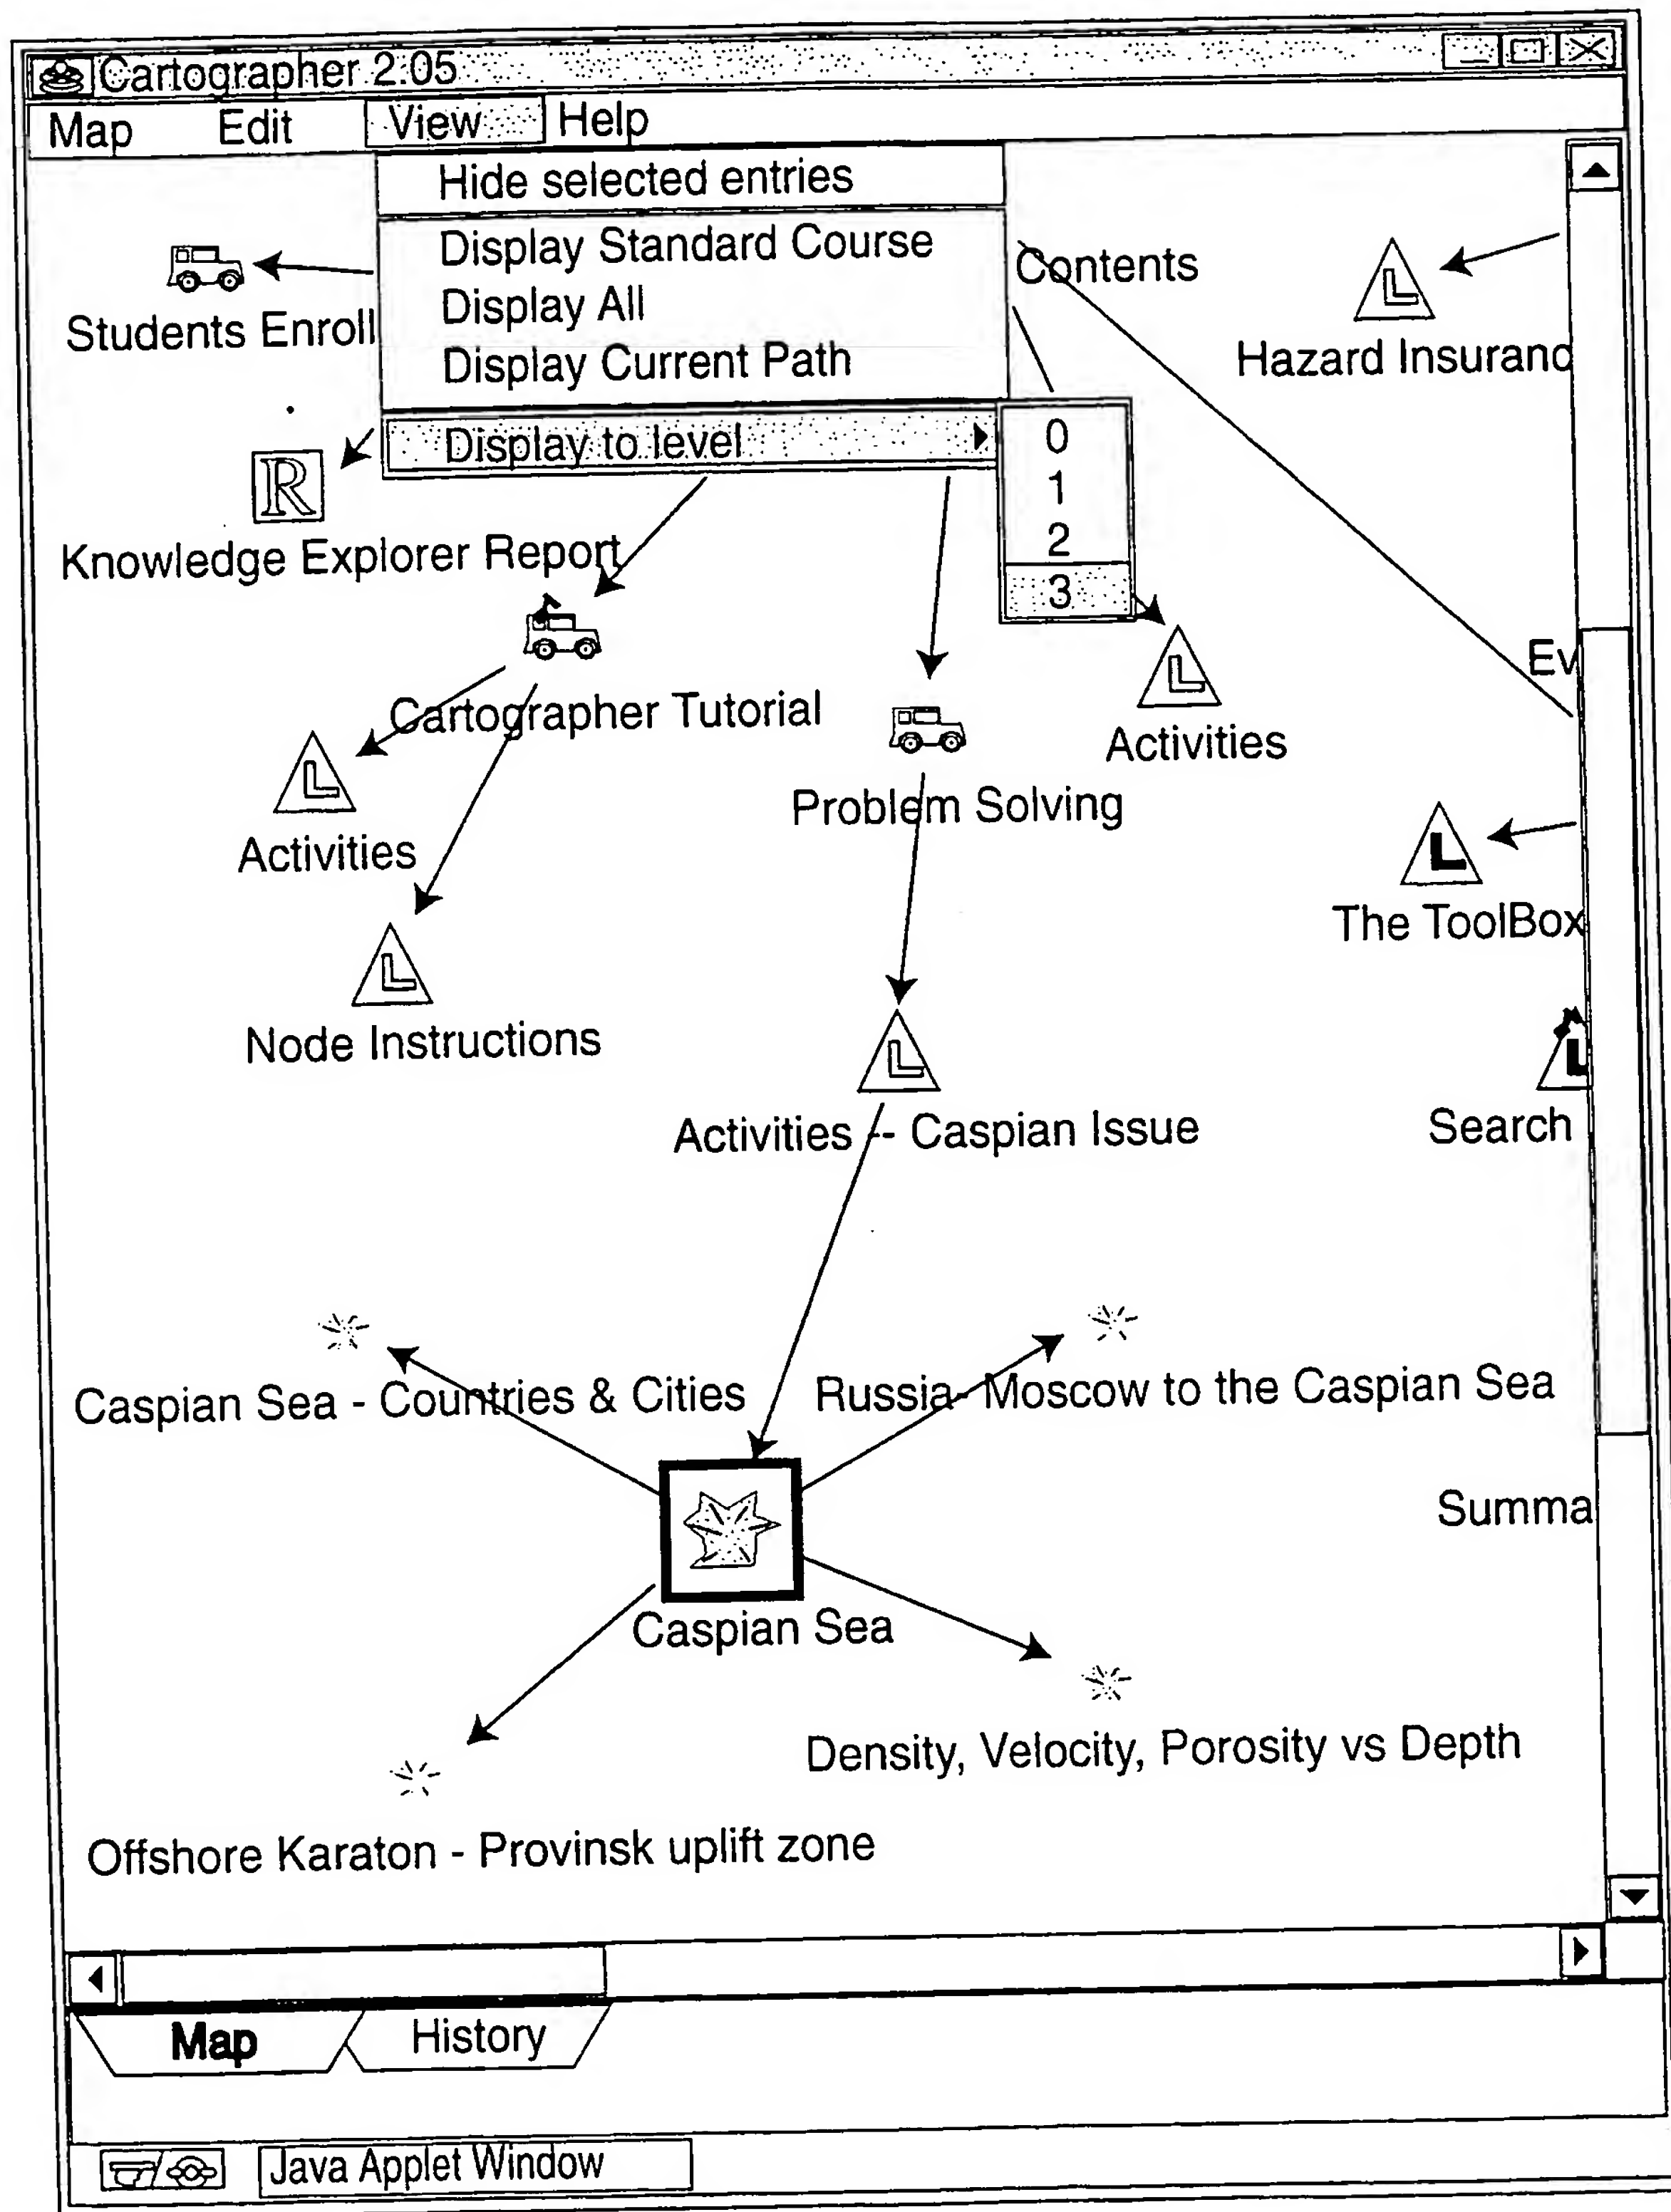 Cartographer 2.05
Map Edit View Help
Hide selected entries
Display Standard Course
Display All
Display Current Path
Display to level
0
1
2
3
Contents
Students Enroll
Hazard Insuranc
R
Knowledge Explorer Report
L
Ev
Cartographer Tutorial
L
Activities
L
Problem Solving
L
Activities
The ToolBox
L
Node Instructions
L
L
Activities -- Caspian Issue
Search
Caspian Sea - Countries & Cities
Russia- Moscow to the Caspian Sea
Summa
Caspian Sea
Density, Velocity, Porosity vs Depth
Offshore Karaton - Provinsk uplift zone
Map
History
Java Applet Window